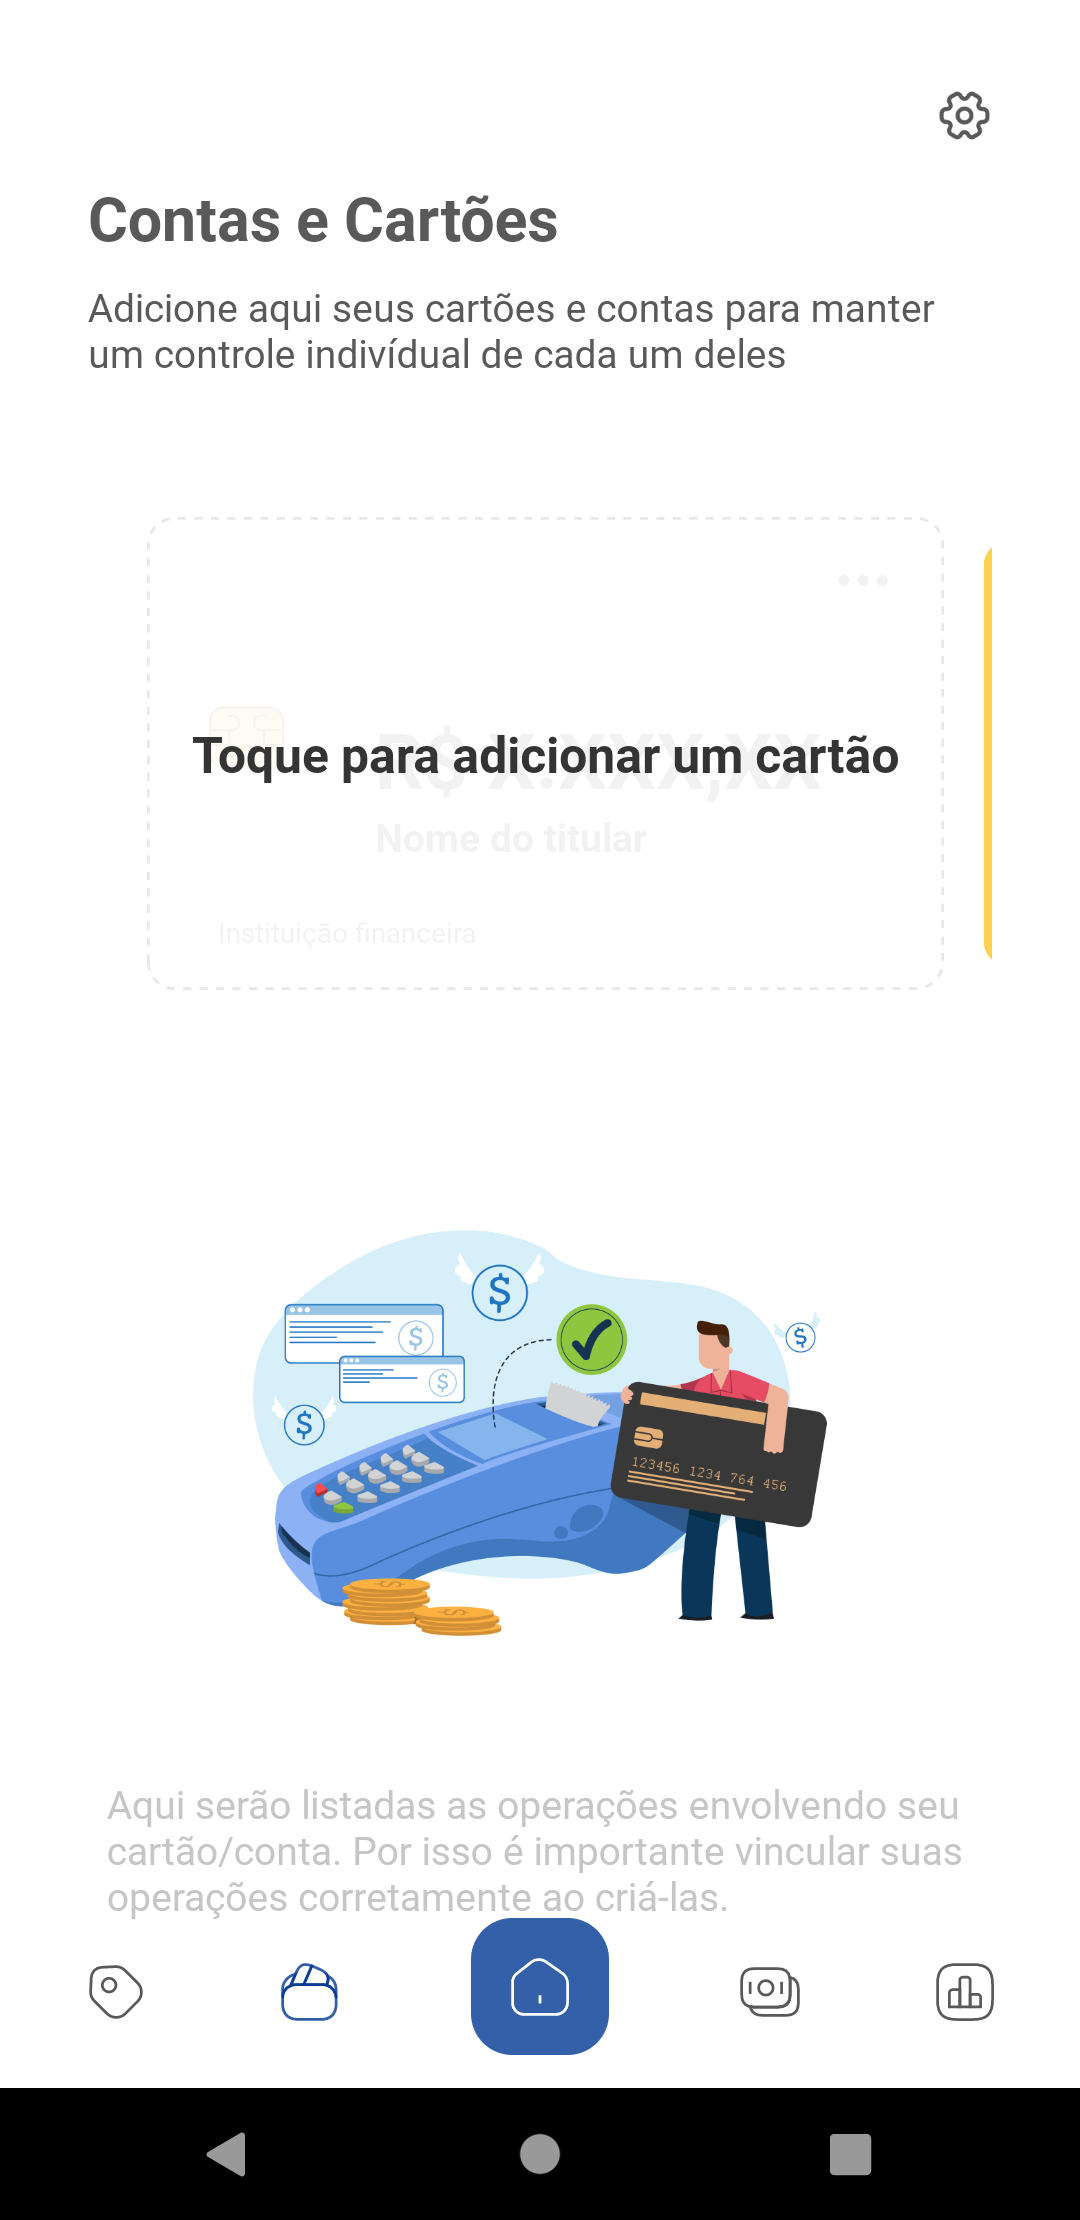 Contas e Cartões
Adicione aqui seus cartões e contas para manter
um controle indivídual de cada um deles
Toque para adicionar um cartão
R$ X.XXX,XX
Nome do titular
Instituição financeira
$
$
$
$
$
123456 1234 764 456
Aqui serão listadas as operações envolvendo seu
cartão/conta. Por isso é importante vincular suas
operações corretamente ao criá-las.